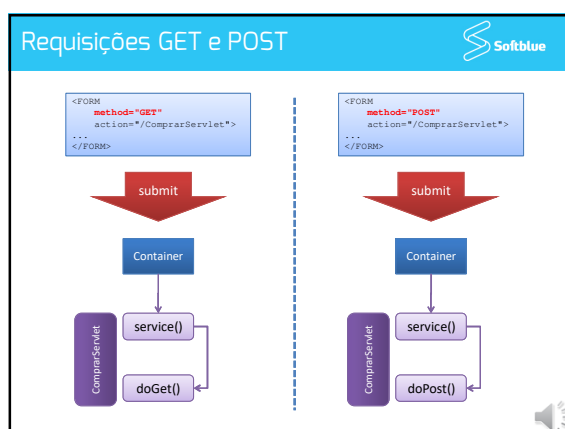 Requisições GET e POST
Softblue
<FORM
method="GET"
action="/ComprarServlet">
...
</FORM>
submit
Container
ComprarServlet
service()
doGet()
<FORM
method="POST"
action="/ComprarServlet">
...
</FORM>
submit
Container
ComprarServlet
service()
doPost()